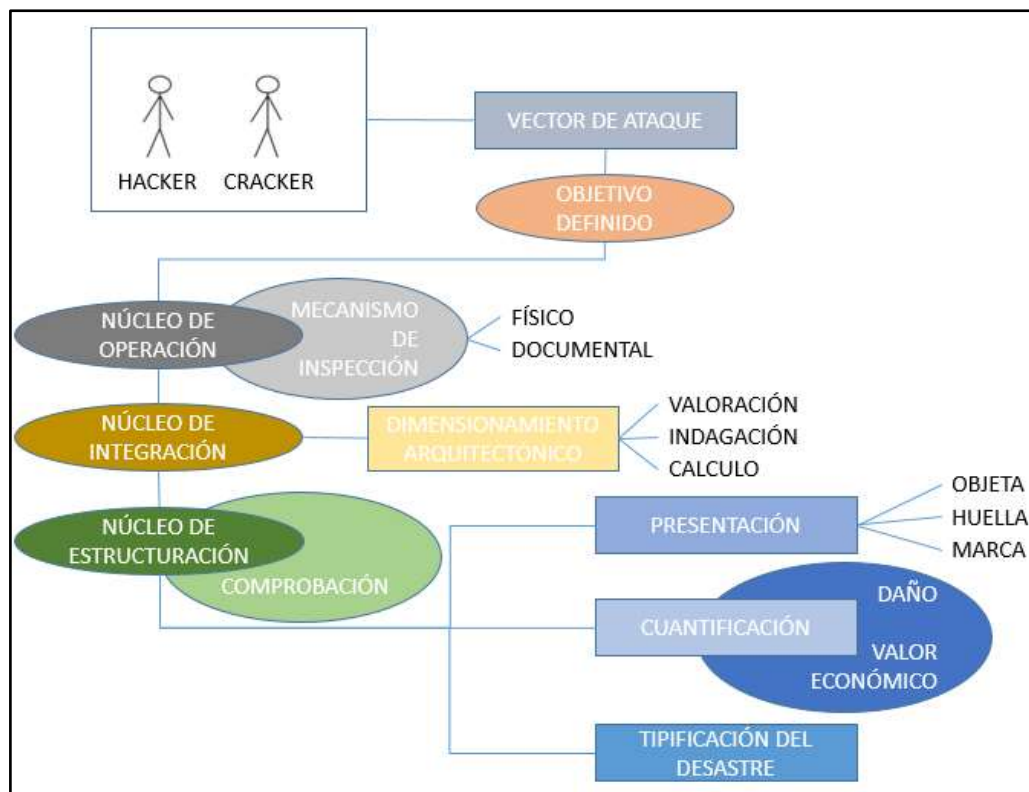 HACKER
CRACKER
VECTOR DE ATAQUE
OBJETIVO
DEFINIDO
NÚCLEO DE
OPERACIÓN
MECANISMO
DE
INSPECCIÓN
FÍSICO
DOCUMENTAL
NÚCLEO DE
INTEGRACIÓN
DIMENSIONAMIENTO
ARQUITECTONICO
VALORACIÓN
INDAGACIÓN
CALCULO
NÚCLEO DE
ESTRUCTURACIÓN
COMPROBACIÓN
PRESENTACIÓN
OBJETA
HUELLA
MARCA
CUANTIFICACIÓN
DAÑO
VALOR
ECONÓMICO
TIPIFICACIÓN DEL
DESASTRE